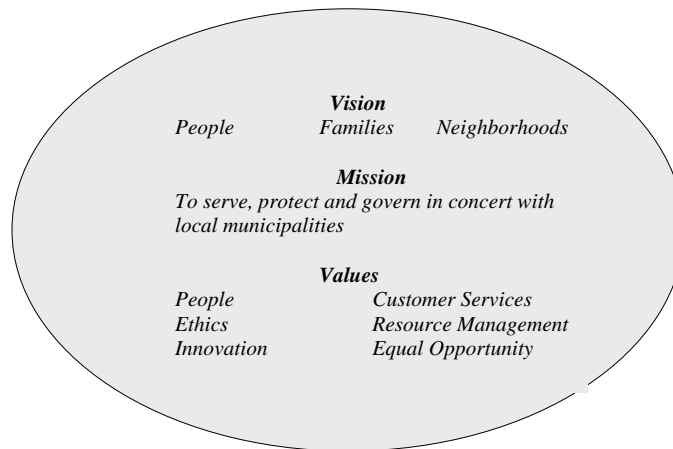 Vision
People Families Neighborhoods
Mission
To serve, protect and govern in concert with
local municipalities
Values
People Customer Services
Ethics Resource Management
Innovation Equal Opportunity